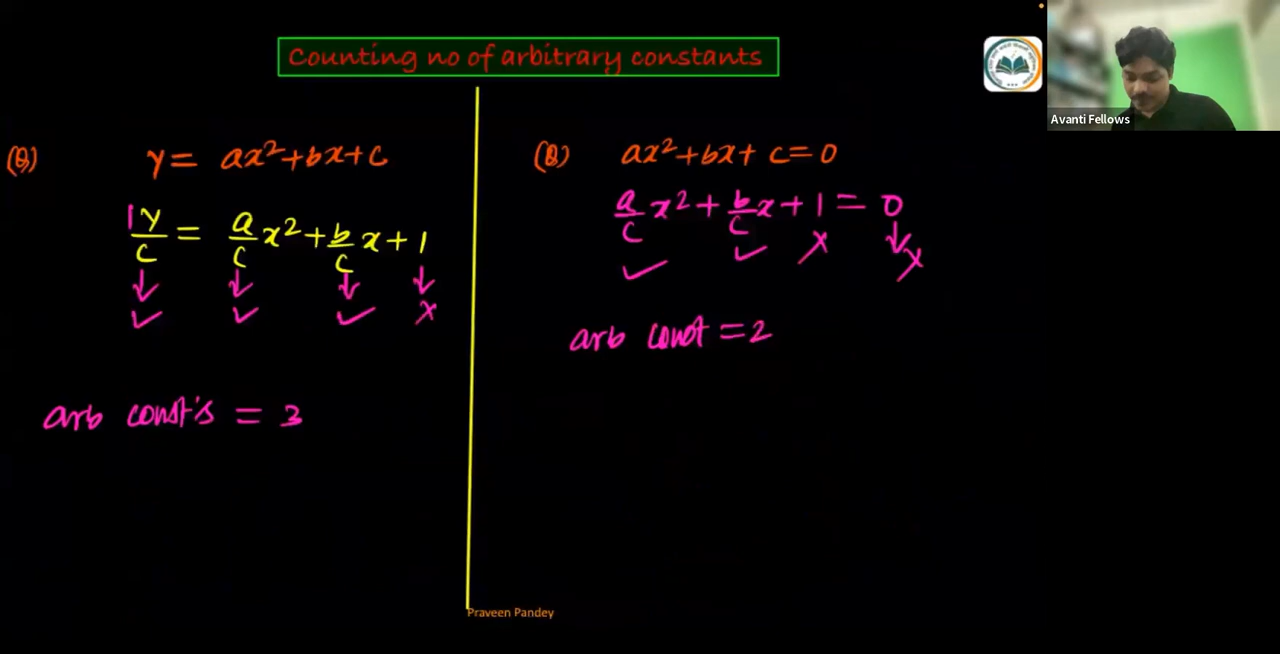 Counting no of arbitrary constants
Avanti Fellows
(Q) y = ax²+bx+c
1y/c = a/c x²+b/c x+1
↓ ↓ ↓ ↓
✓ ✓ ✓ x
arb const's = 3
(Q) ax²+bx+ c=0
a/c x²+b/c x+1=0
✓ ✓ x ↓x
arb const =2
Praveen Pandey